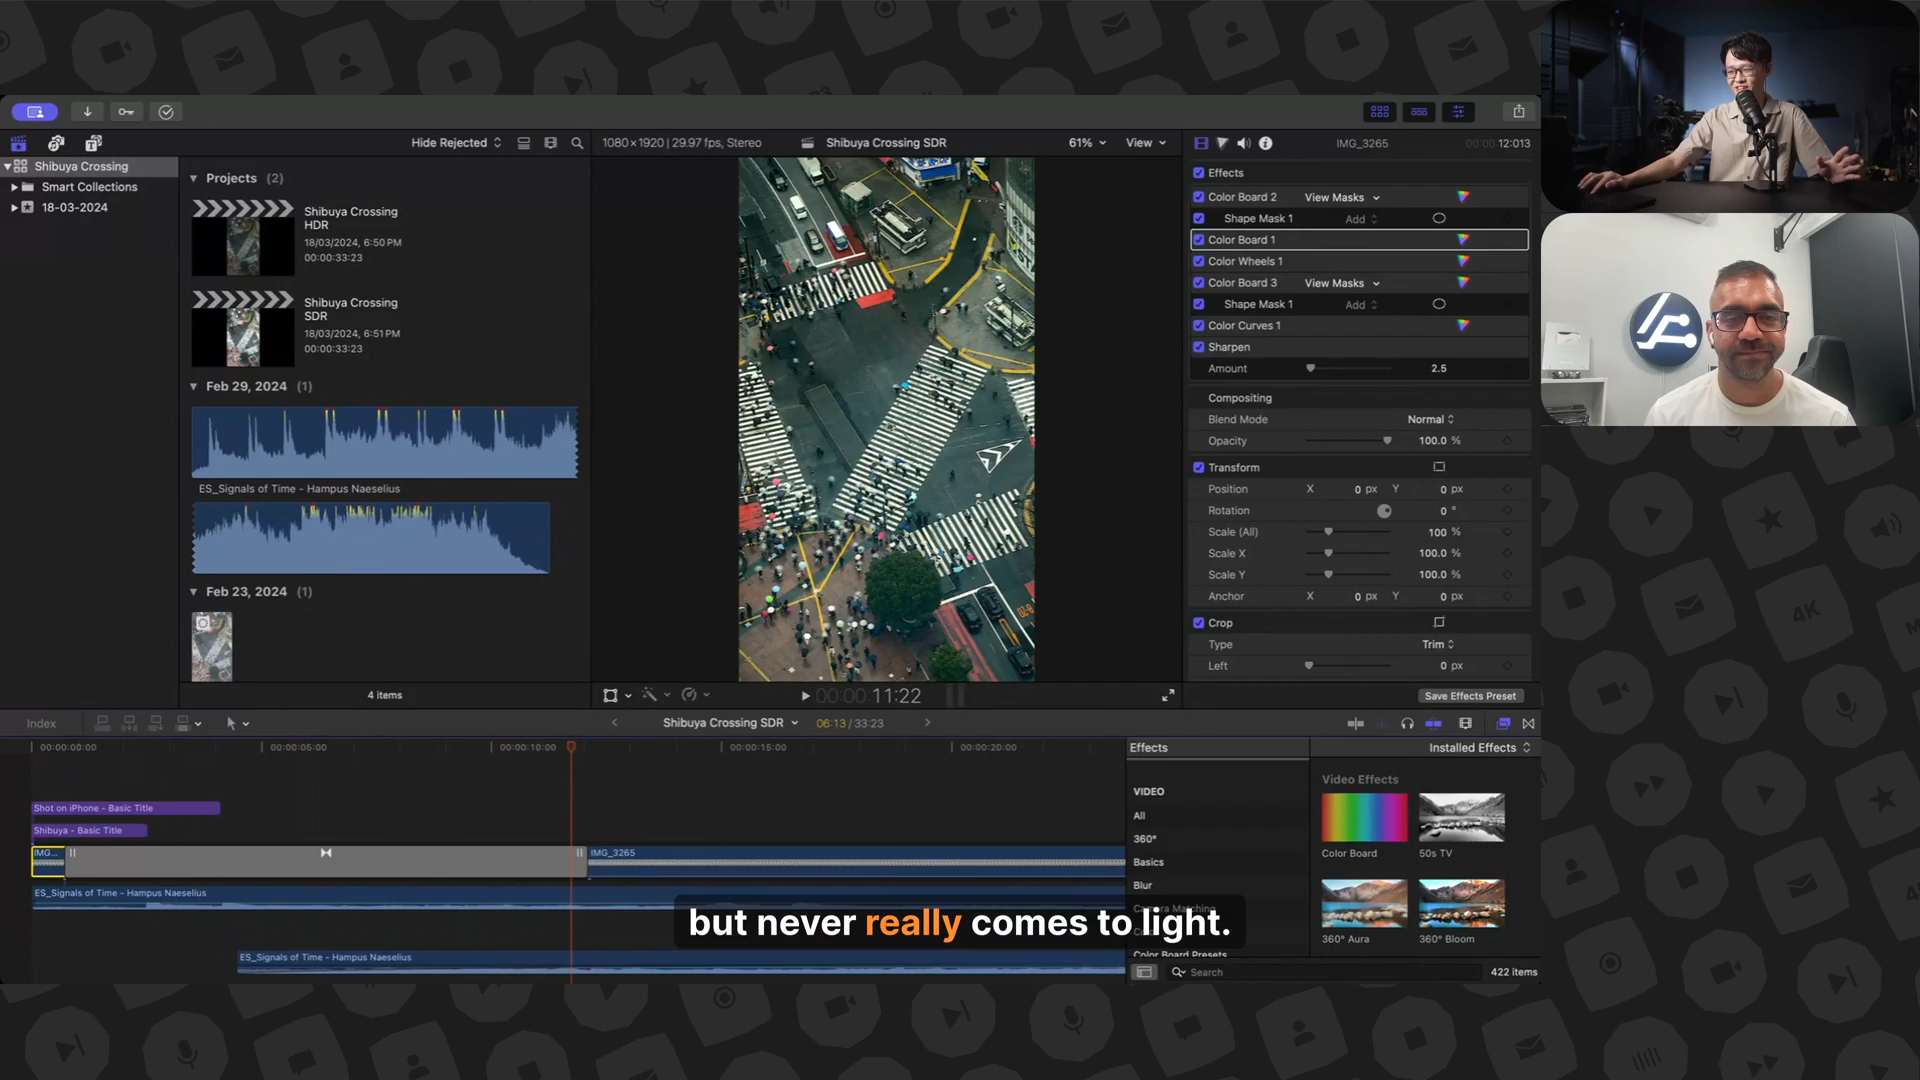 Hide Rejected
1080 × 1920 | 29.97 fps, Stereo
Shibuya Crossing SDR
61%
View
IMG_3265
00:00 12:013
Shibuya Crossing
Smart Collections
18-03-2024
Projects (2)
Shibuya Crossing
HDR
18/03/2024, 6:50 PM
00:00:33:23
Shibuya Crossing
SDR
18/03/2024, 6:51 PM
00:00:33:23
Feb 29, 2024 (1)
ES_Signals of Time - Hampus Naeselius
Feb 23, 2024 (1)
4 items
00:00 11:22
Effects
Color Board 2 View Masks
Shape Mask 1 Add
Color Board 1
Color Wheels 1
Color Board 3 View Masks
Shape Mask 1 Add
Color Curves 1
Sharpen
Amount 2.5
Compositing
Blend Mode Normal
Opacity 100.0 %
Transform
Position X 0 px Y 0 px
Rotation 0 °
Scale (All) 100 %
Scale X 100.0 %
Scale Y 100.0 %
Anchor X 0 px Y 0 px
Crop
Type Trim
Left 0 px
Save Effects Preset
Index
Shibuya Crossing SDR
06:13 / 33:23
00:00:00:00
00:00:05:00
00:00:10:00
00:00:15:00
00:00:20:00
Shot on iPhone - Basic Title
Shibuya - Basic Title
IMG...
IMG_3265
ES_Signals of Time - Hampus Naeselius
ES_Signals of Time - Hampus Naeselius
Effects
Installed Effects
VIDEO
All
360°
Basics
Blur
Camera Matching
Color Board Presets
Video Effects
Color Board
50s TV
360° Aura
360° Bloom
Search
422 items
but never really comes to light.
4K